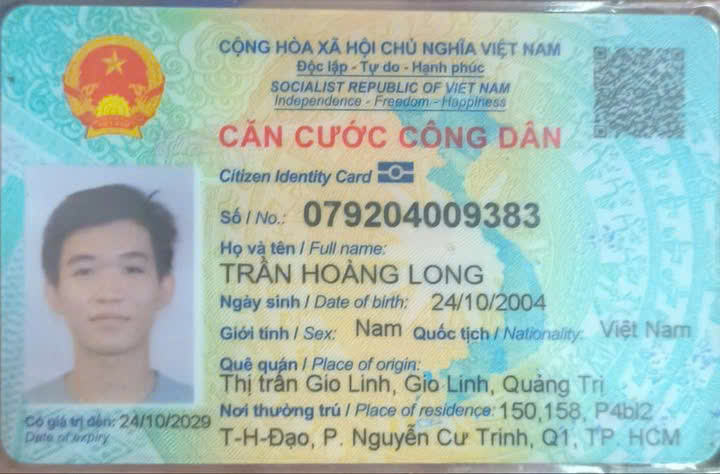 CỘNG HÒA XÃ HỘI CHỦ NGHĨA VIỆT NAM
Độc lập - Tự do - Hạnh phúc
SOCIALIST REPUBLIC OF VIET NAM
Independence - Freedom - Happiness
CĂN CƯỚC CÔNG DÂN
Citizen Identity Card
Số / No.: 079204009383
Họ và tên / Full name:
TRẦN HOÀNG LONG
Ngày sinh / Date of birth: 24/10/2004
Giới tính / Sex: Nam Quốc tịch / Nationality: Việt Nam
Quê quán / Place of origin:
Thị trấn Gio Linh, Gio Linh, Quảng Trị
Nơi thường trú / Place of residence: 150,158, P4bl2
T-H-Đạo, P. Nguyễn Cư Trinh, Q1, TP. HCM
Có giá trị đến: 24/10/2029
Date of expiry